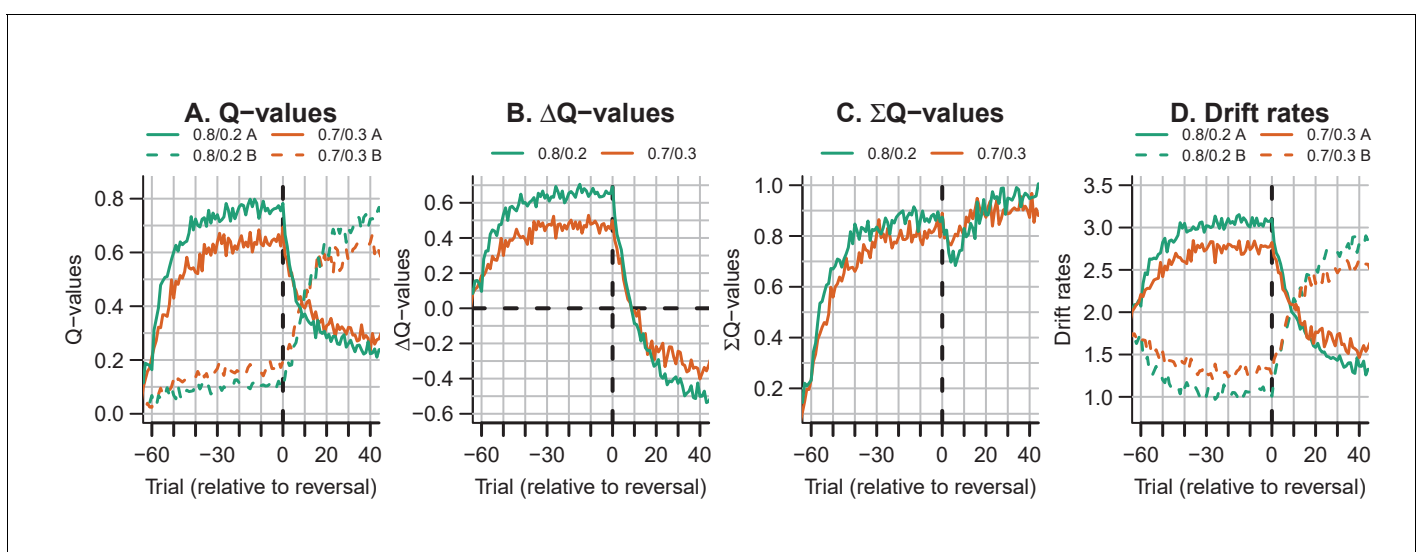 A. Q−values
0.8/0.2 A 0.7/0.3 A
0.8/0.2 B 0.7/0.3 B
Q−values
0.8
0.6
0.4
0.2
0.0
−60 −30 0 20 40
Trial (relative to reversal)
B. ΔQ−values
0.8/0.2 0.7/0.3
ΔQ−values
0.6
0.4
0.2
0.0
−0.2
−0.4
−0.6
−60 −30 0 20 40
Trial (relative to reversal)
C. ΣQ−values
0.8/0.2 0.7/0.3
ΣQ−values
1.0
0.8
0.6
0.4
0.2
−60 −30 0 20 40
Trial (relative to reversal)
D. Drift rates
0.8/0.2 A 0.7/0.3 A
0.8/0.2 B 0.7/0.3 B
Drift rates
3.5
3.0
2.5
2.0
1.5
1.0
−60 −30 0 20 40
Trial (relative to reversal)